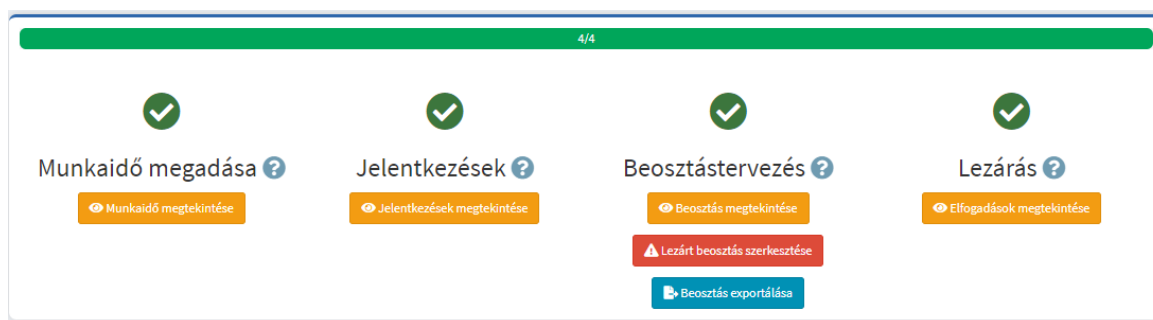 4/4
Munkaidő megadása ?
Munkaidő megtekintése
Jelentkezések ?
Jelentkezések megtekintése
Beosztástervezés ?
Beosztás megtekintése
Lezárt beosztás szerkesztése
Beosztás exportálása
Lezárás ?
Elfogadások megtekintése